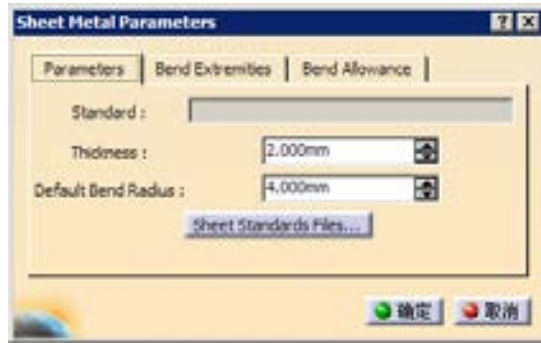 Sheet Metal Parameters
Parameters Bend Extremities Bend Allowance
Standard :
Thickness : 2.000mm
Default Bend Radius : 4.000mm
Sheet Standards Files...
确定 取消